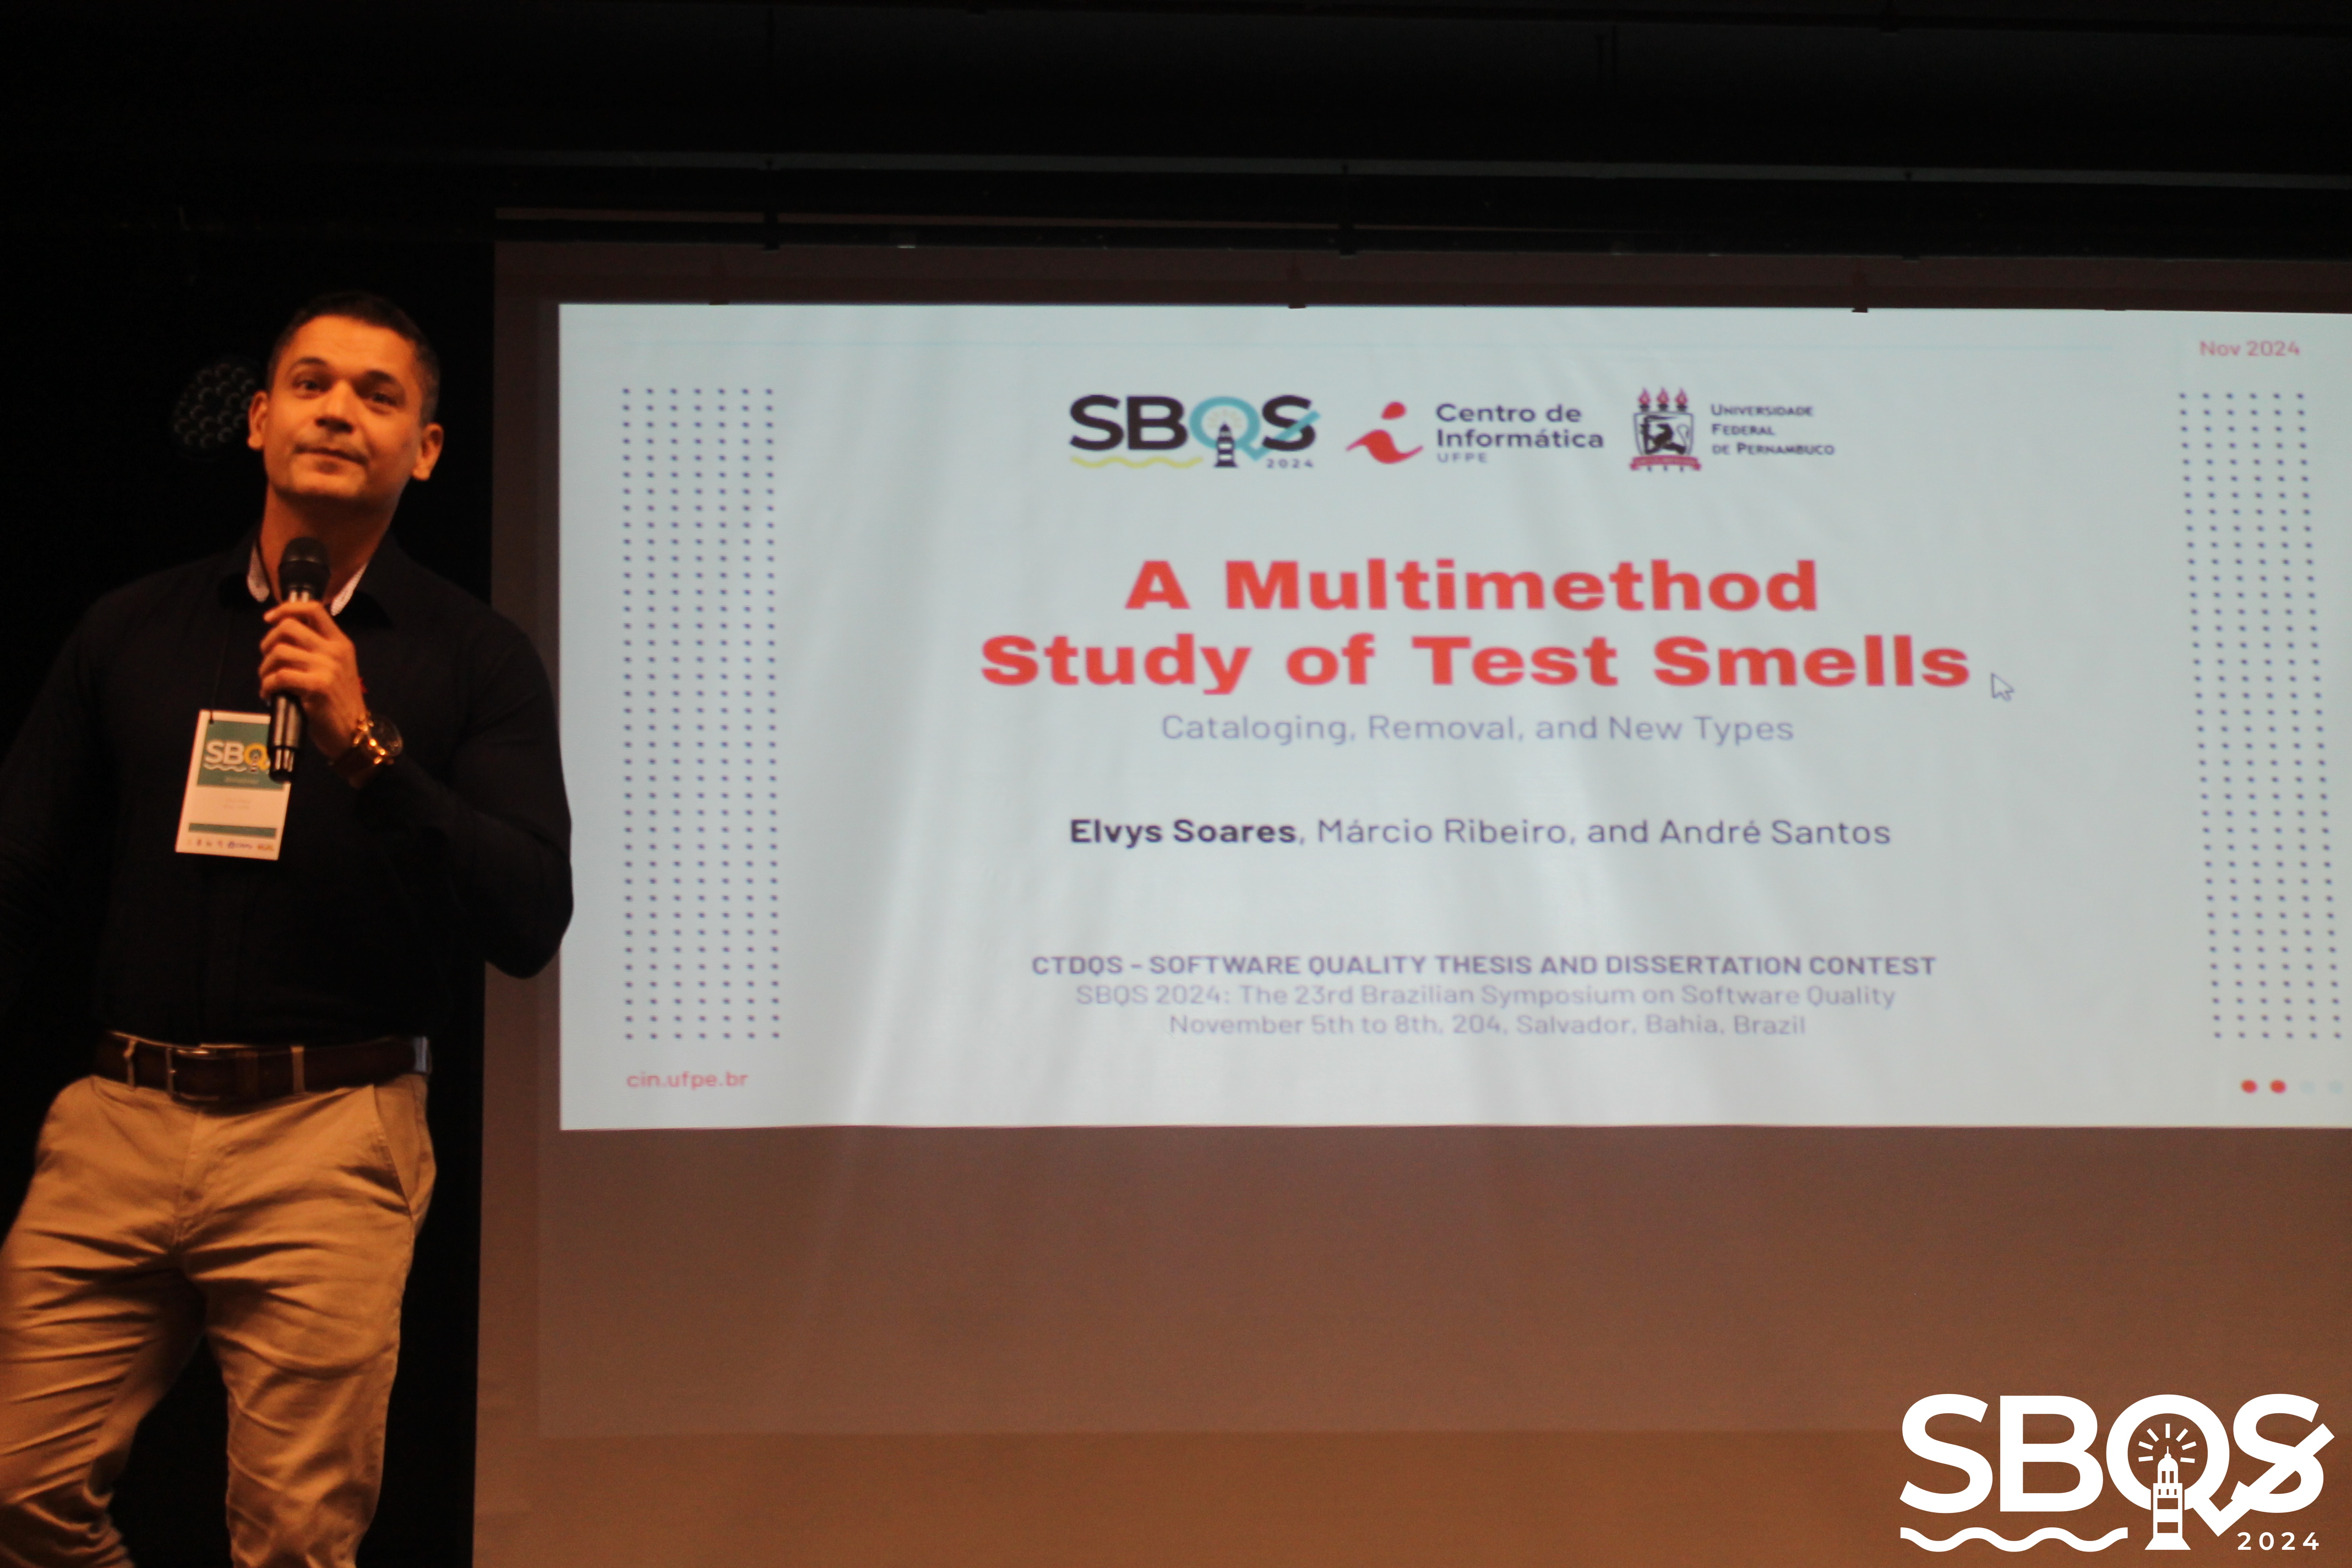 Nov 2024
SBQS
2024
Centro de
Informática
UFPE
UNIVERSIDADE
FEDERAL
DE PERNAMBUCO
A Multimethod
Study of Test Smells
Cataloging, Removal, and New Types
Elvys Soares, Márcio Ribeiro, and André Santos
CTDQS - SOFTWARE QUALITY THESIS AND DISSERTATION CONTEST
SBQS 2024: The 23rd Brazilian Symposium on Software Quality
November 5th to 8th, 204, Salvador, Bahia, Brazil
cin.ufpe.br
SBQ
SBQS
2024